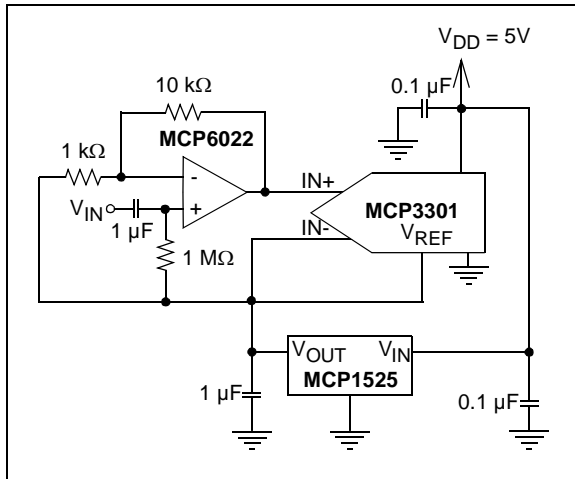 V_DD = 5V
0.1 µF
10 kΩ
MCP6022
1 kΩ
-
+
V_IN
1 µF
1 MΩ
IN+
IN-
MCP3301
V_REF
V_OUT V_IN
MCP1525
1 µF
0.1 µF